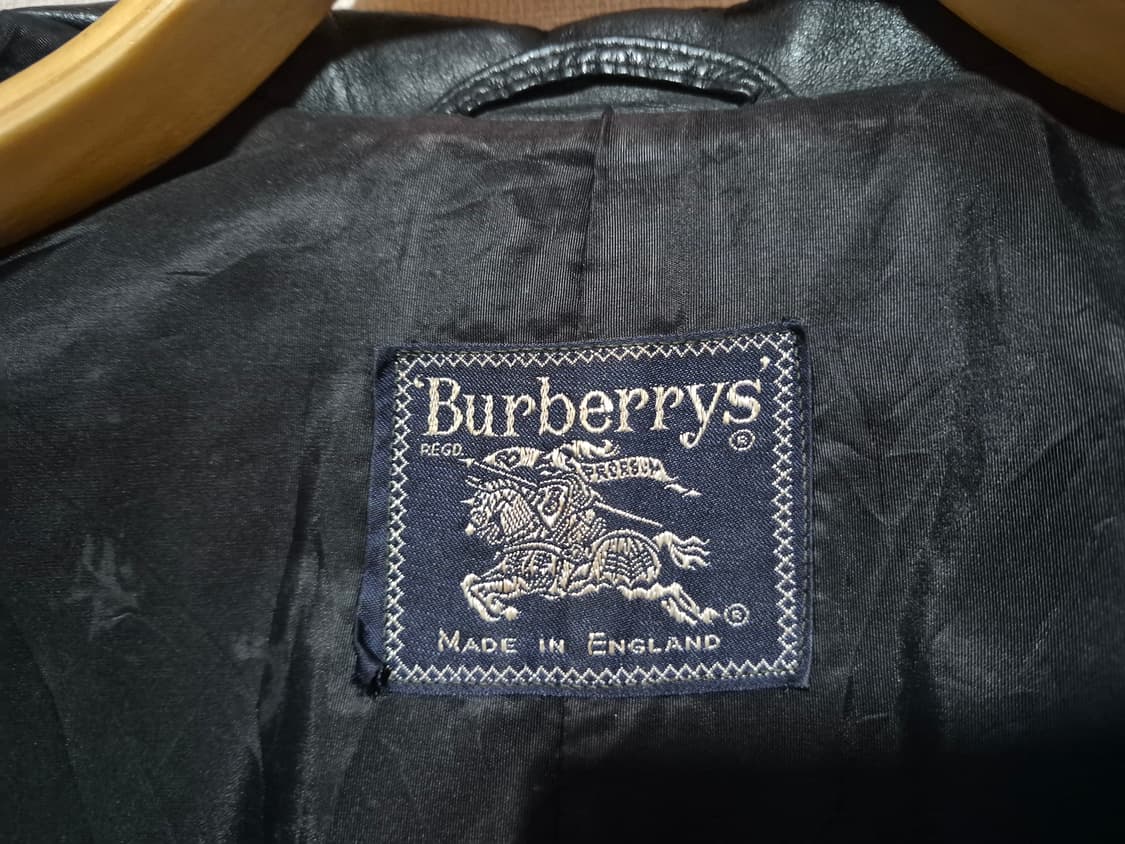 'Burberrys'
®
REGD.
PRORSUM
®
MADE IN ENGLAND